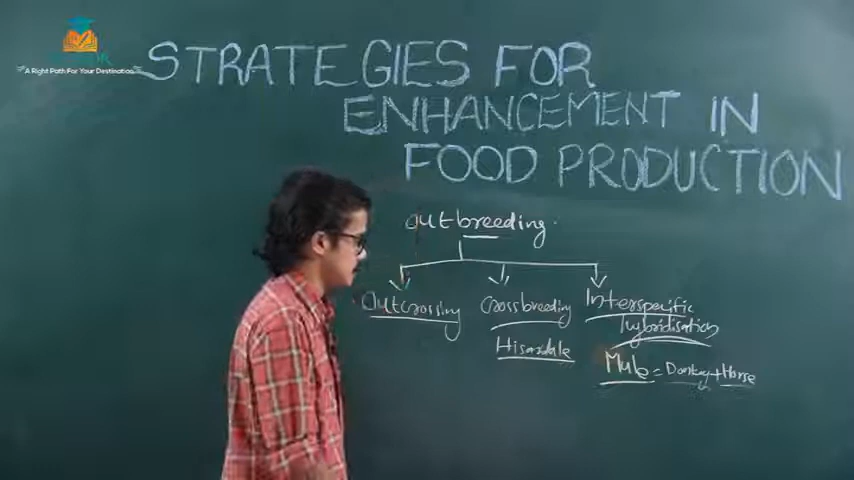 A Right Path For Your Destination
STRATEGIES FOR
ENHANCEMENT IN
FOOD PRODUCTION
Outbreeding
Outcrossing Crossbreeding Interspecific
hybridisation
Hisardale
Mule = Donkey + Horse